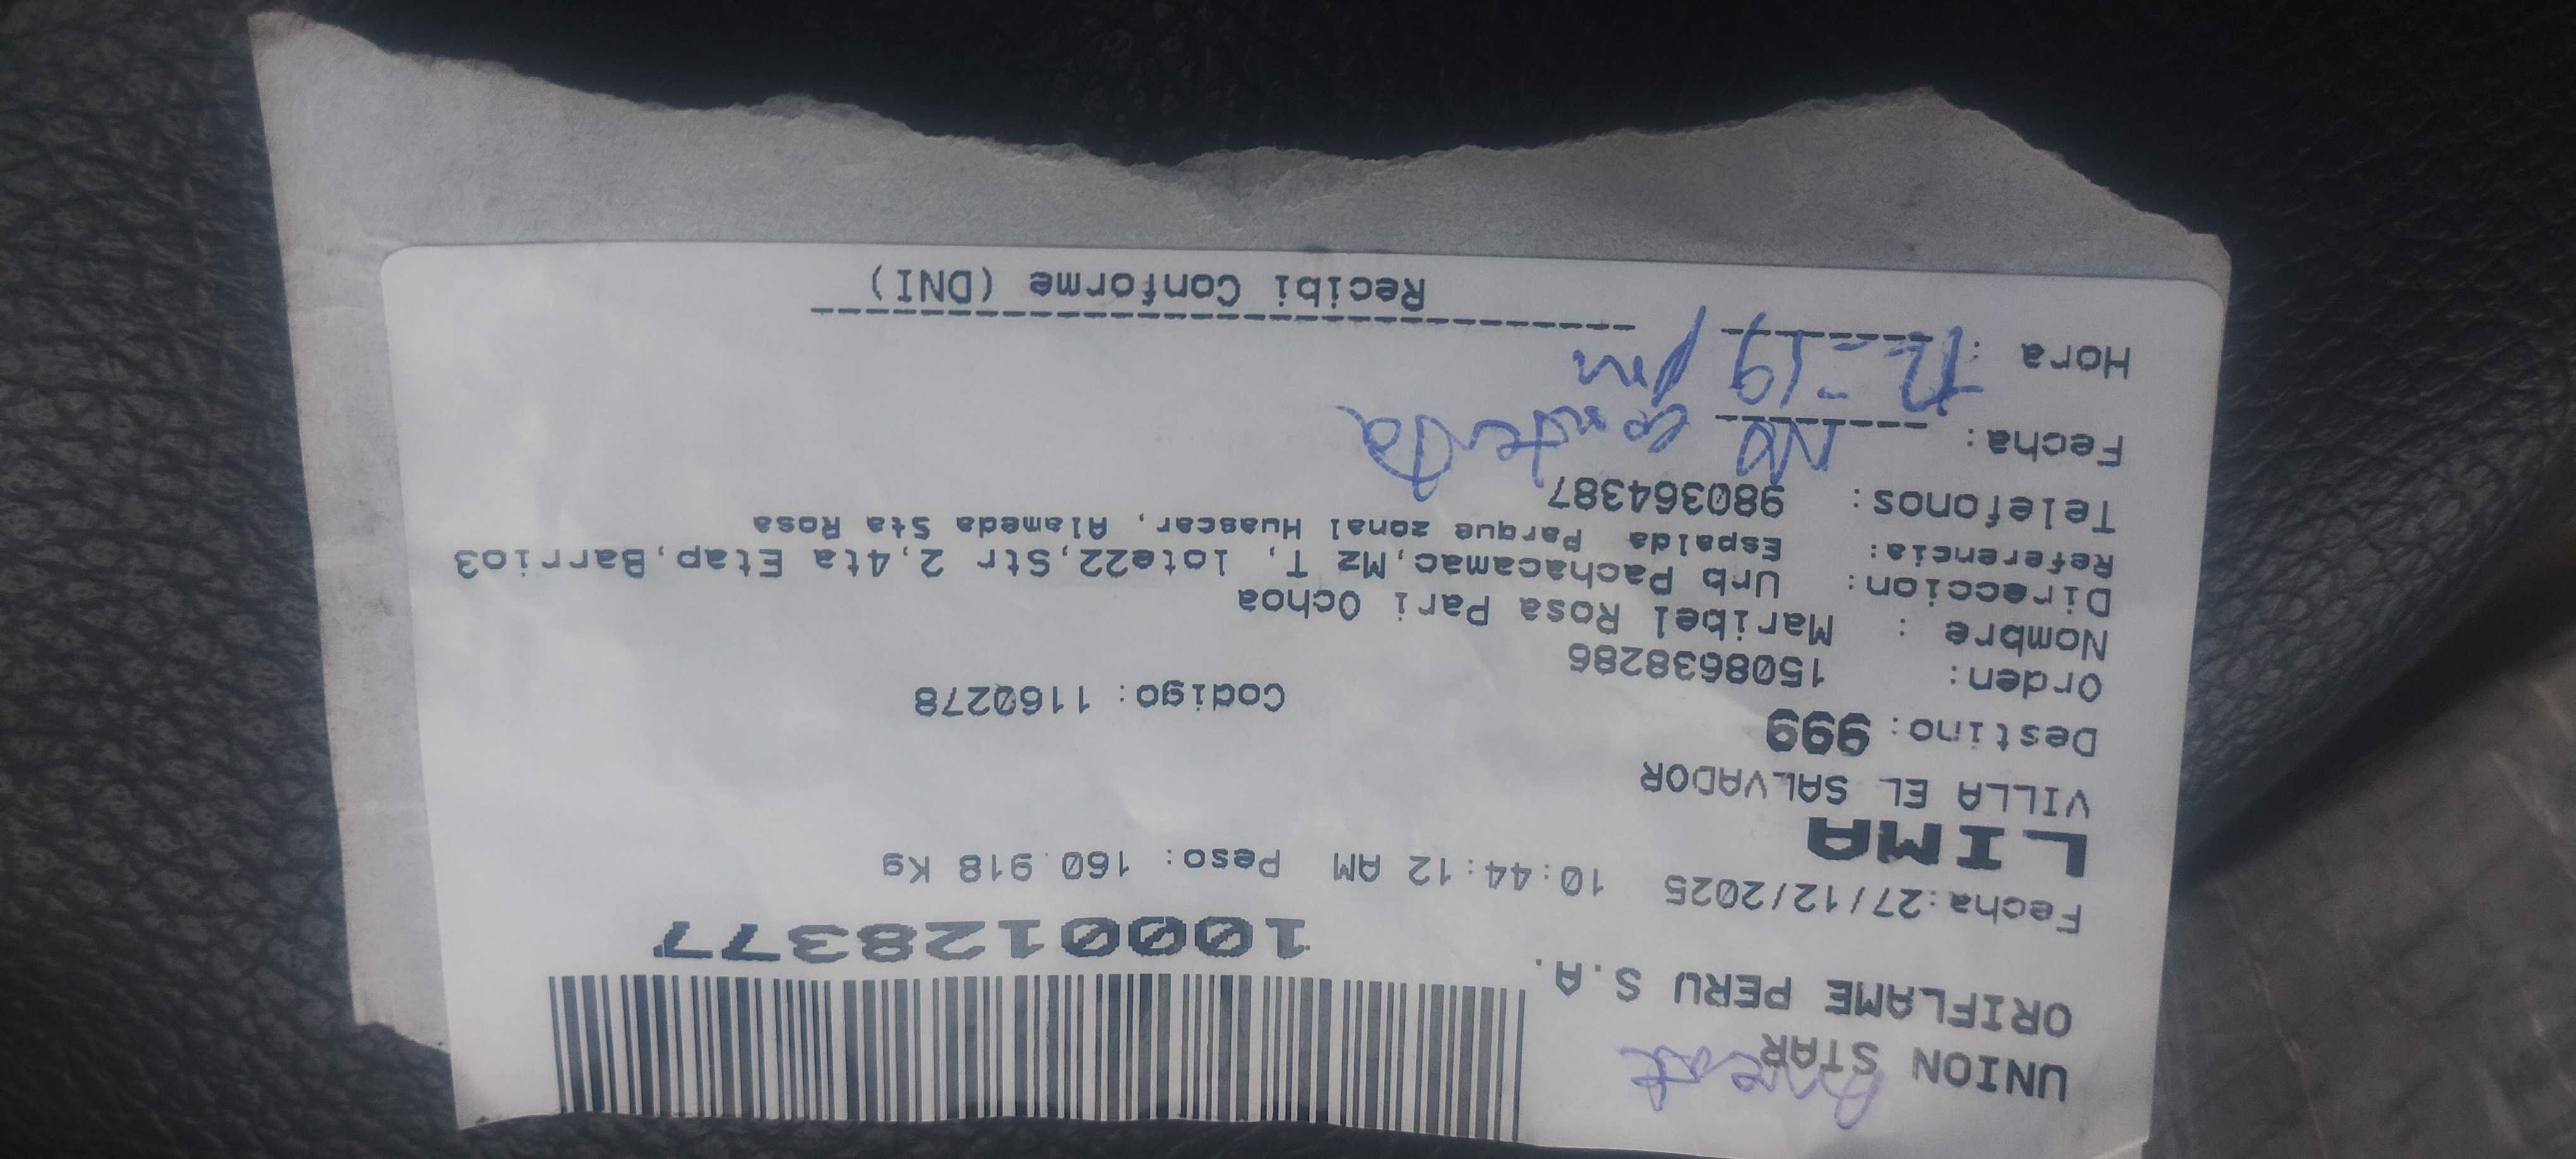 UNION STAR
ORIFLAME PERU S.A.
1000128377
Fecha:27/12/2025 10:44:12 AM Peso: 160.918 Kg
LIMA
VILLA EL SALVADOR
Destino: 999 Codigo: 1160278
Orden: 1508638286
Nombre : Maribel Rosa Pari Ochoa
Direccion: Urb Pachacamac,Mz T, lote22,Str 2,4ta Etap,Barrio3
Referencia: Espalda Parque zonal Huascar, Alameda Sta Rosa
Telefonos: 980364387
Fecha: No contesta
Hora : 12:19 pm
Recibi Conforme (DNI)